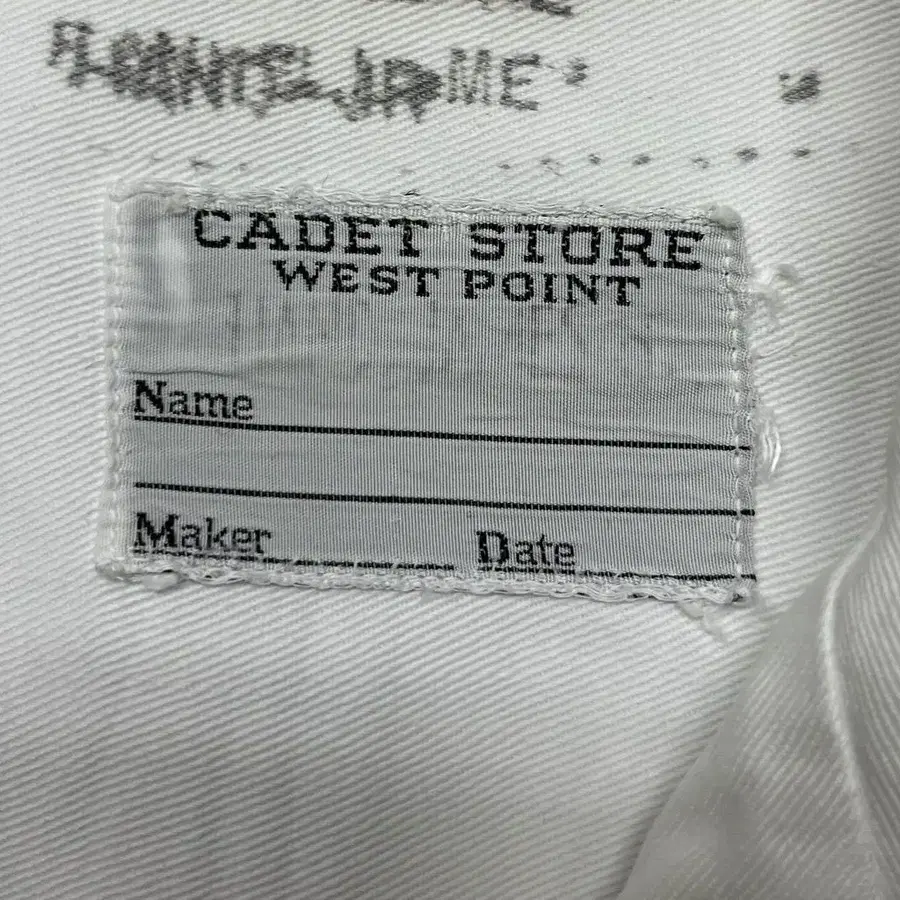 CADET STORE
WEST POINT
Name
Maker Date